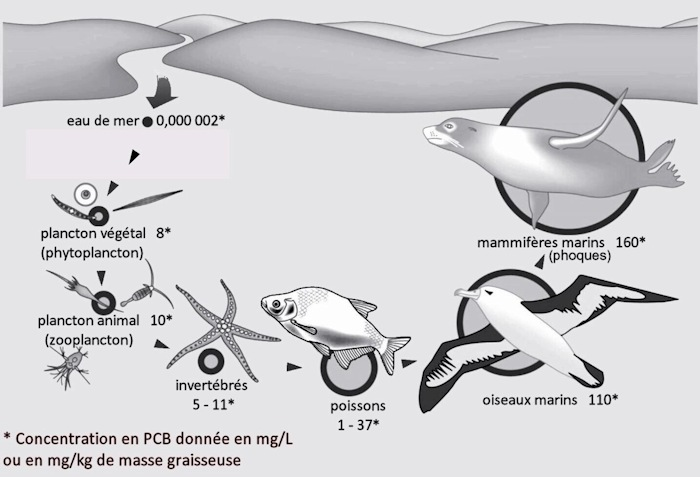 eau de mer 0,000 002*
plancton végétal 8*
(phytoplancton)
plancton animal 10*
(zooplancton)
invertébrés
5 - 11*
poissons
1 - 37*
oiseaux marins 110*
mammifères marins 160*
(phoques)
* Concentration en PCB donnée en mg/L
ou en mg/kg de masse graisseuse